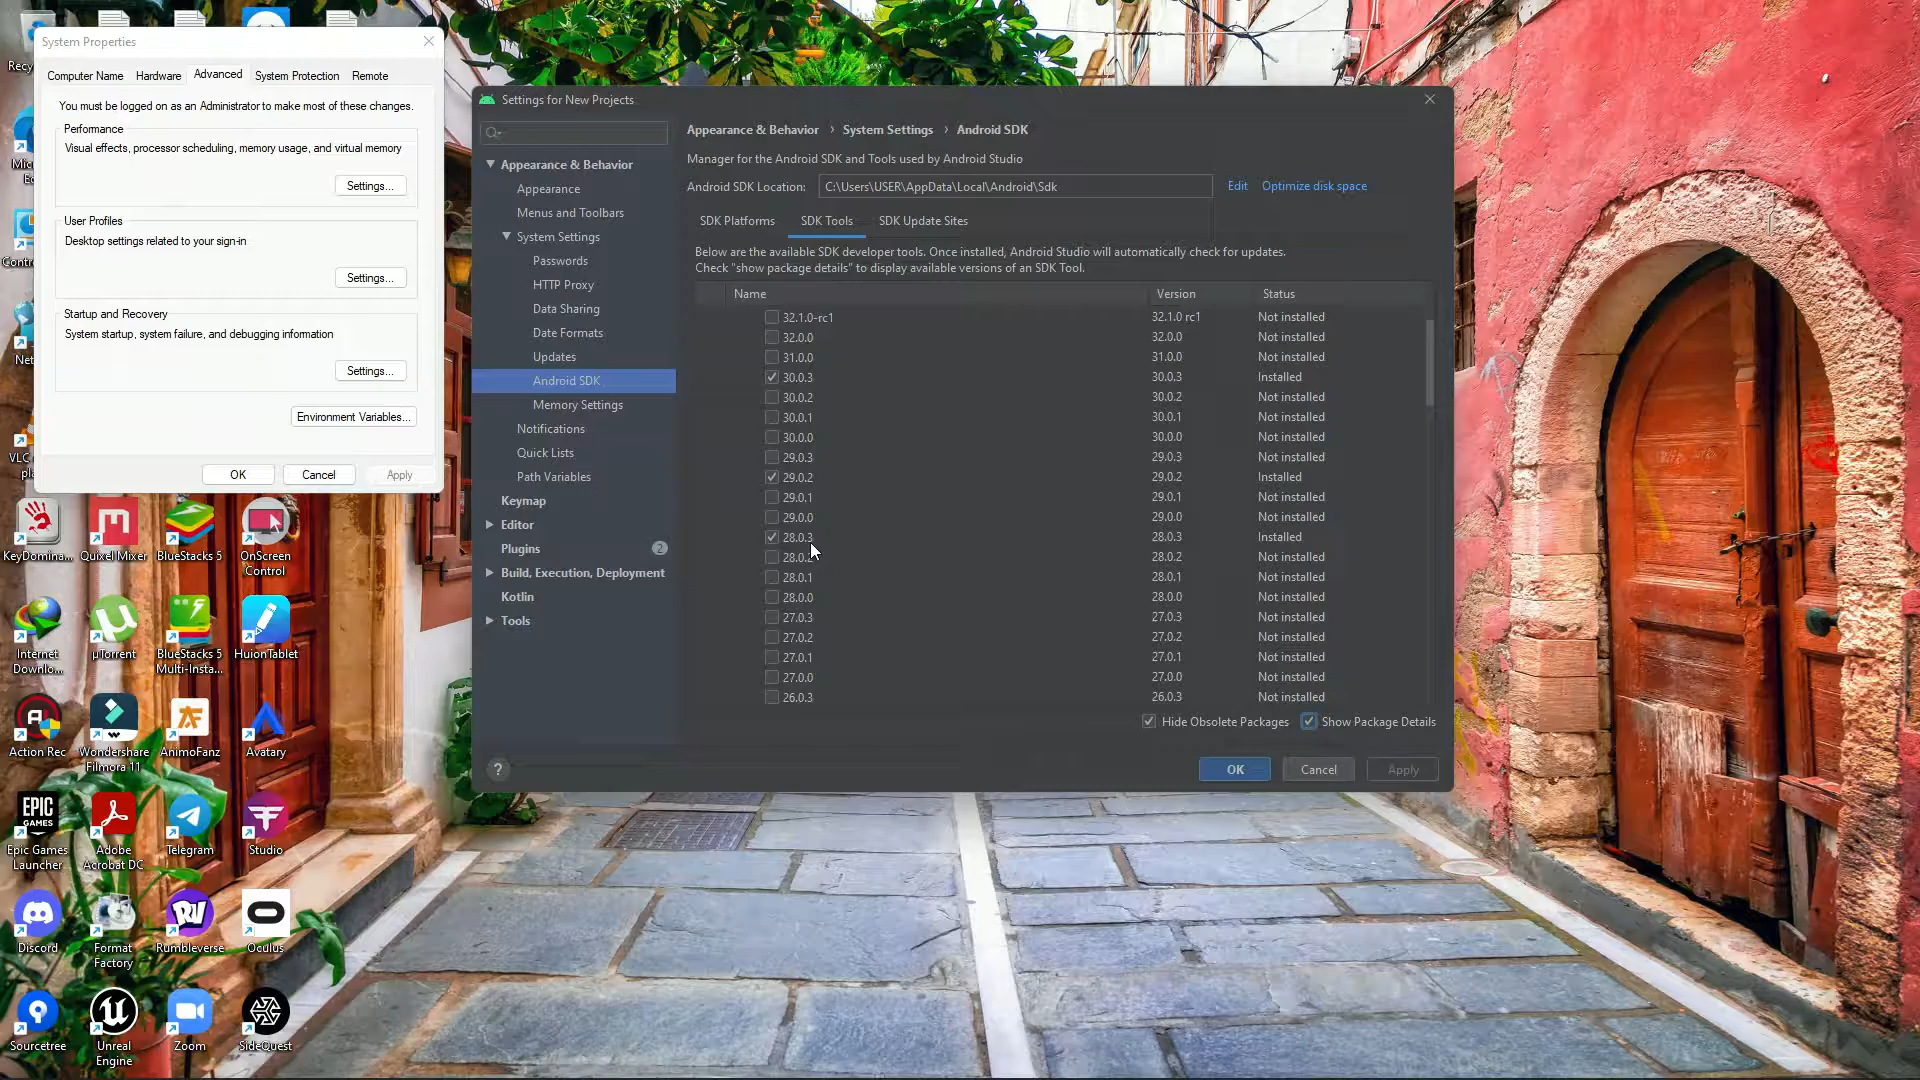 System Properties
Computer Name
Hardware
Advanced
System Protection
Remote
You must be logged on as an Administrator to make most of these changes.
Performance
Visual effects, processor scheduling, memory usage, and virtual memory
Settings...
User Profiles
Desktop settings related to your sign-in
Settings...
Startup and Recovery
System startup, system failure, and debugging information
Settings...
Environment Variables...
OK
Cancel
Apply
Settings for New Projects
Appearance & Behavior
Appearance
Menus and Toolbars
System Settings
Passwords
HTTP Proxy
Data Sharing
Date Formats
Updates
Android SDK
Memory Settings
Notifications
Quick Lists
Path Variables
Keymap
Editor
Plugins 2
Build, Execution, Deployment
Kotlin
Tools
?
Appearance & Behavior › System Settings › Android SDK
Manager for the Android SDK and Tools used by Android Studio
Android SDK Location: C:\Users\USER\AppData\Local\Android\Sdk Edit Optimize disk space
SDK Platforms SDK Tools SDK Update Sites
Below are the available SDK developer tools. Once installed, Android Studio will automatically check for updates.
Check "show package details" to display available versions of an SDK Tool.
Name Version Status
32.1.0-rc1 32.1.0 rc1 Not installed
32.0.0 32.0.0 Not installed
31.0.0 31.0.0 Not installed
30.0.3 30.0.3 Installed
30.0.2 30.0.2 Not installed
30.0.1 30.0.1 Not installed
30.0.0 30.0.0 Not installed
29.0.3 29.0.3 Not installed
29.0.2 29.0.2 Installed
29.0.1 29.0.1 Not installed
29.0.0 29.0.0 Not installed
28.0.3 28.0.3 Installed
28.0.2 28.0.2 Not installed
28.0.1 28.0.1 Not installed
28.0.0 28.0.0 Not installed
27.0.3 27.0.3 Not installed
27.0.2 27.0.2 Not installed
27.0.1 27.0.1 Not installed
27.0.0 27.0.0 Not installed
26.0.3 26.0.3 Not installed
Hide Obsolete Packages Show Package Details
OK Cancel Apply
KeyDomina... Quixel Mixer BlueStacks 5 OnScreen
Control
Internet
Downlo...
µTorrent
BlueStacks 5
Multi-Insta...
HuionTablet
Action Rec
Wondershare
Filmora 11
AnimoFanz
Avatary
EPIC
GAMES
Epic Games
Launcher
Adobe
Acrobat DC
Telegram
Studio
Discord
Format
Factory
Rumbleverse
Oculus
Sourcetree
Unreal
Engine
Zoom
SideQuest